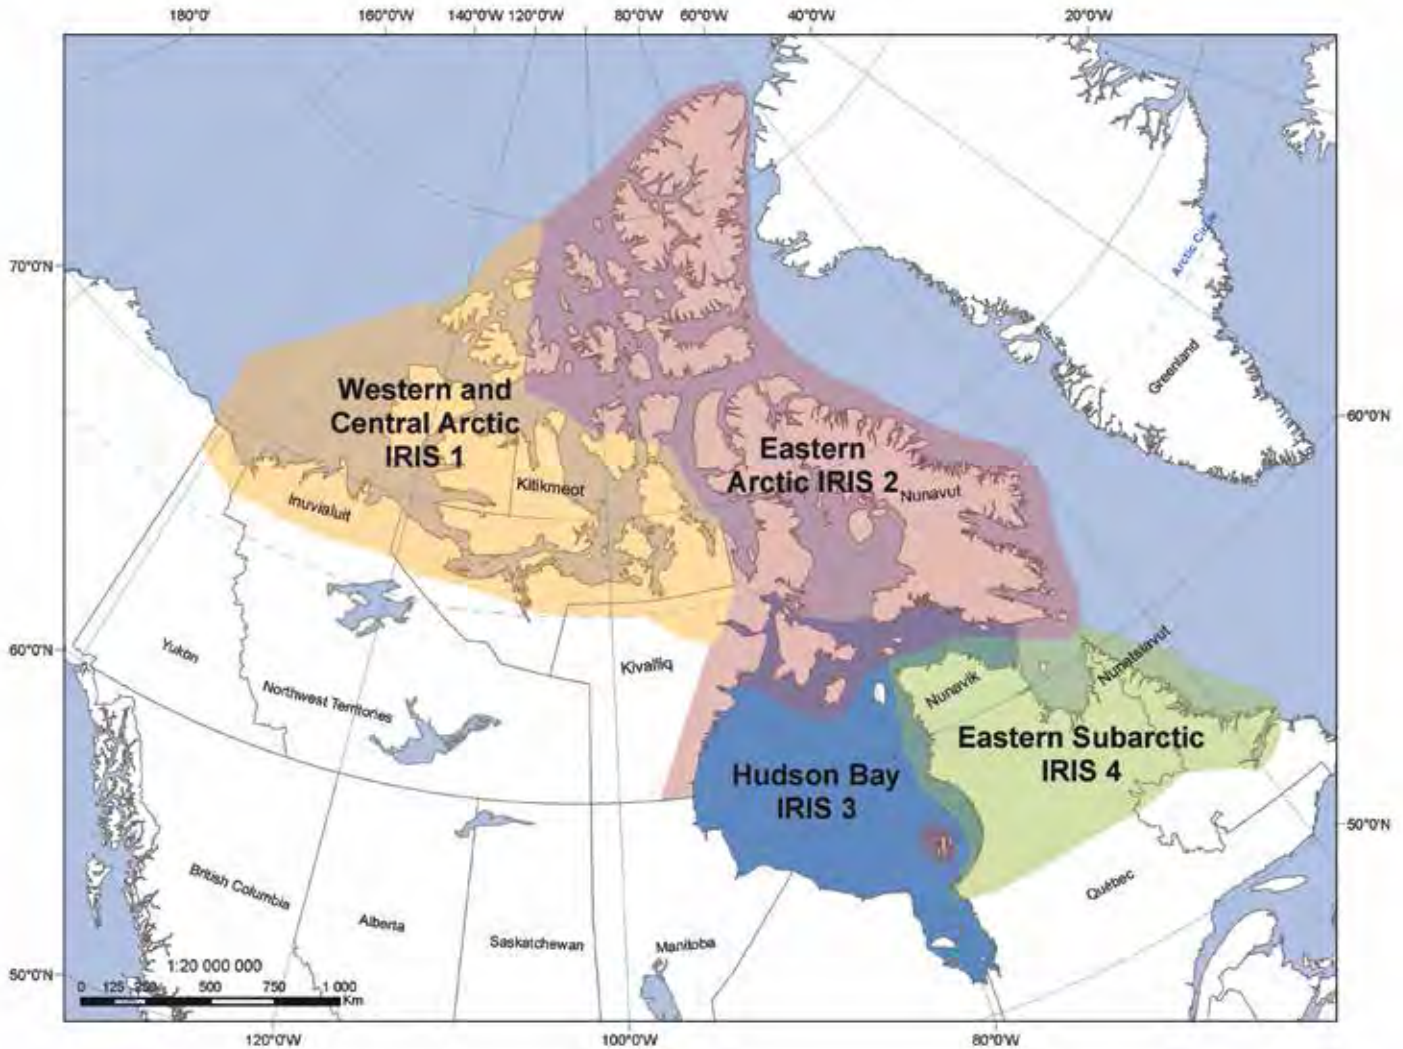 180°0' 160°0'W 140°0'W 120°0'W 80°0'W 60°0'W 40°0'W 20°0'W
70°0'N
Arctic Circle
Greenland
60°0'N
Western and
Central Arctic
IRIS 1
Eastern
Arctic IRIS 2
Nunavut
Kitikmeot
Inuvialuit
60°0'N
Yukon
Northwest Territories
Kivalliq
Nunavik
Nunatsiavut
Eastern Subarctic
IRIS 4
Hudson Bay
IRIS 3
50°0'N
Québec
British Columbia
Alberta
Saskatchewan
Manitoba
1:20 000 000
50°0'N
0 125 250 500 750 1 000
Km
120°0'W 100°0'W 80°0'W